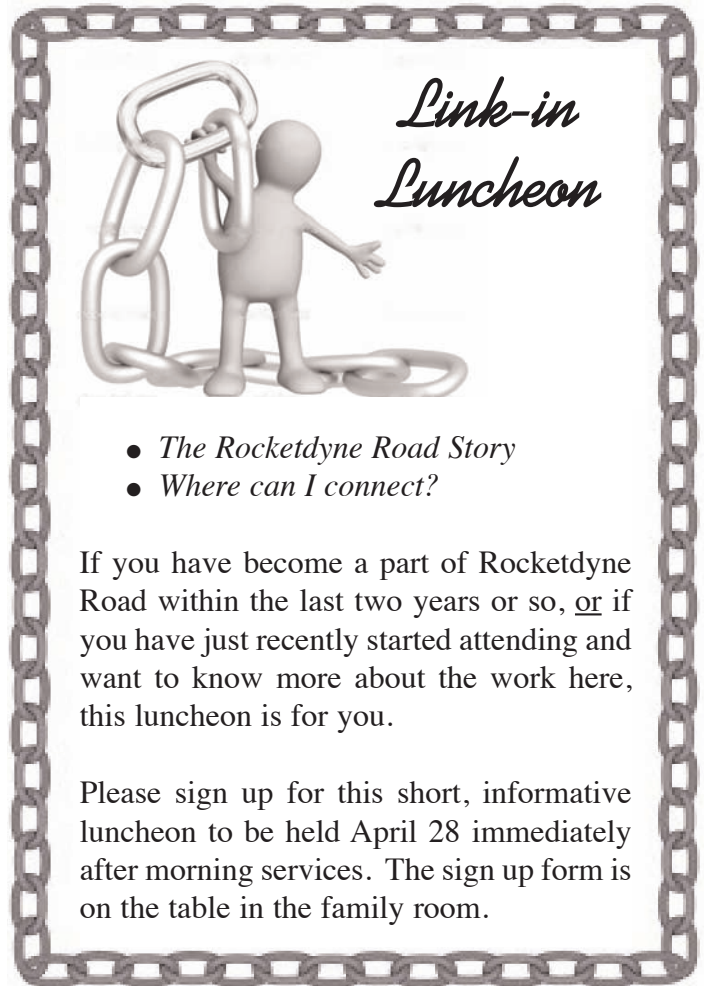 Link-in
Luncheon
● The Rocketdyne Road Story
● Where can I connect?
If you have become a part of Rocketdyne
Road within the last two years or so, or if
you have just recently started attending and
want to know more about the work here,
this luncheon is for you.
Please sign up for this short, informative
luncheon to be held April 28 immediately
after morning services.  The sign up form is
on the table in the family room.